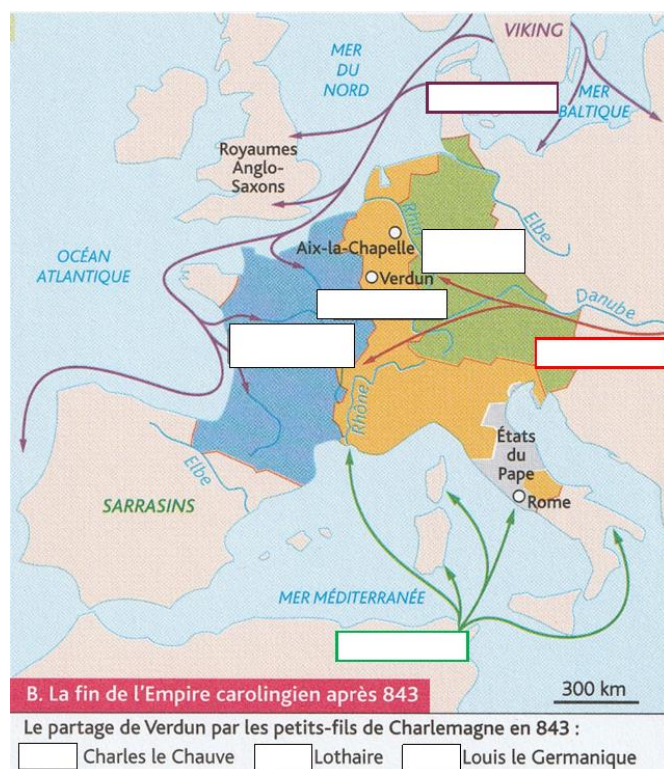 VIKING
MER
DU
NORD
MER
BALTIQUE
Royaumes
Anglo-
Saxons
Elbe
Rhin
Aix-la-Chapelle
OCÉAN
ATLANTIQUE
Verdun
Danube
Rhône
États
du
Pape
Elbe
Rome
SARRASINS
MER MÉDITERRANÉE
B. La fin de l'Empire carolingien après 843
300 km
Le partage de Verdun par les petits-fils de Charlemagne en 843 :
Charles le Chauve Lothaire Louis le Germanique